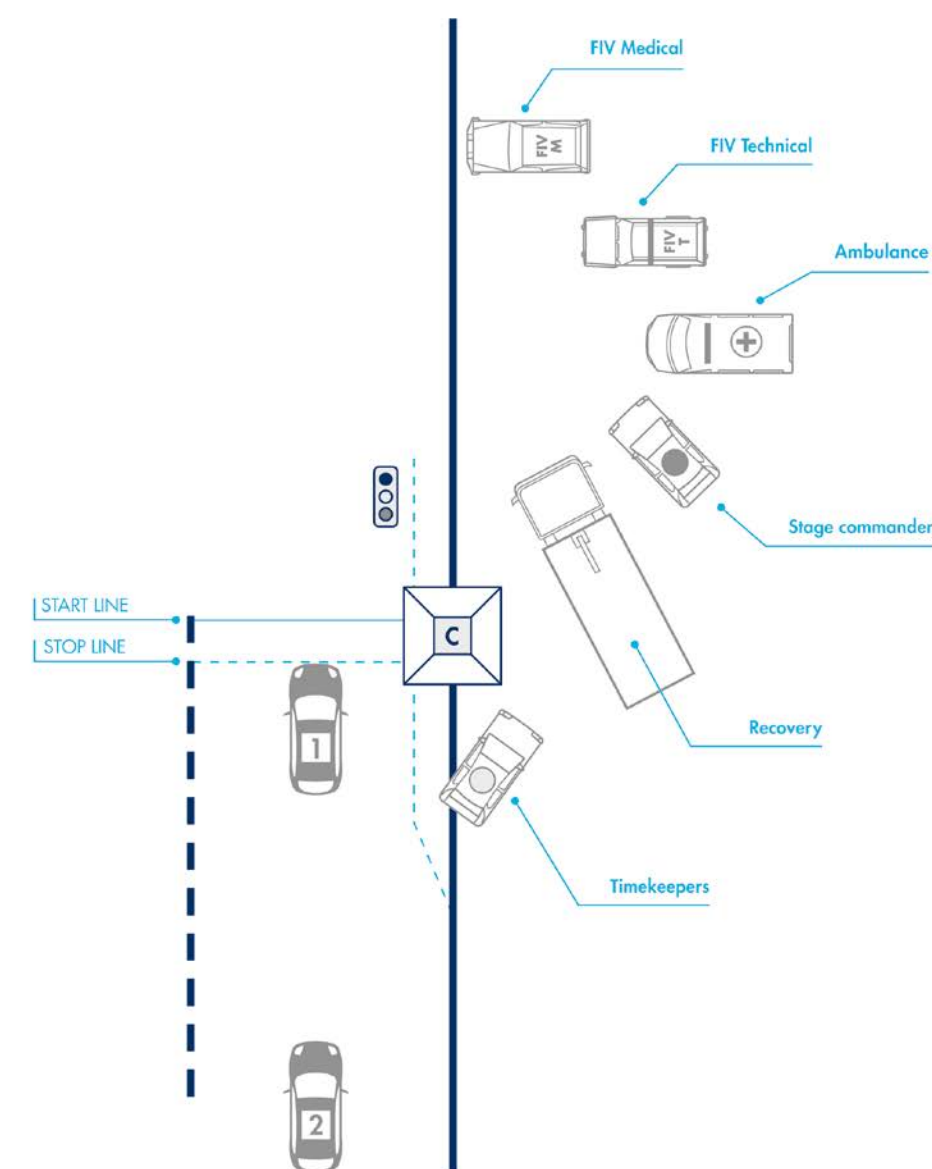 FIV Medical
FIV M
FIV Technical
FIV T
Ambulance
Stage commander
START LINE
C
STOP LINE
1
Recovery
Timekeepers
2